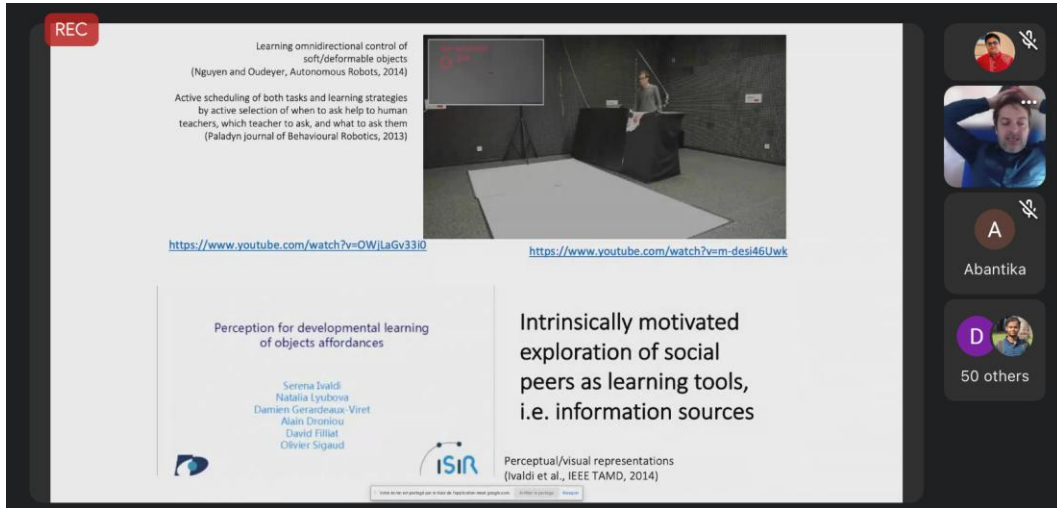 REC
Learning omnidirectional control of
soft/deformable objects
(Nguyen and Oudeyer, Autonomous Robots, 2014)
Active scheduling of both tasks and learning strategies
by active selection of when to ask help to human
teachers, which teacher to ask, and what to ask them
(Paladyn journal of Behavioural Robotics, 2013)
https://www.youtube.com/watch?v=OWjLaGv33i0
https://www.youtube.com/watch?v=m-desi46Uwk
Perception for developmental learning
of objects affordances
Serena Ivaldi
Natalia Lyubova
Damien Gerardeaux-Viret
Alain Droniou
David Filliat
Olivier Sigaud
ISIR
Intrinsically motivated
exploration of social
peers as learning tools,
i.e. information sources
Perceptual/visual representations
(Ivaldi et al., IEEE TAMD, 2014)
A
Abantika
D
50 others